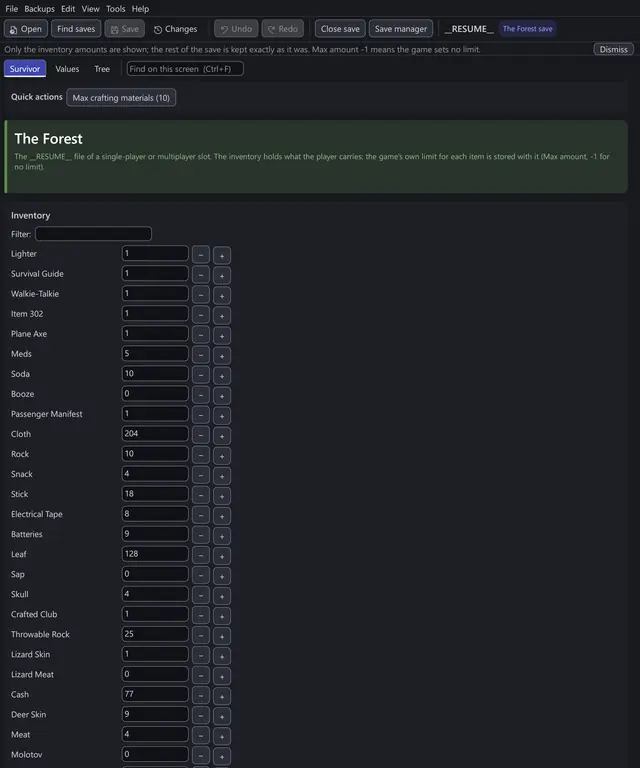 File Backups Edit View Tools Help
Open Find saves Save Changes Undo Redo Close save Save manager __RESUME__ The Forest save
Only the inventory amounts are shown; the rest of the save is kept exactly as it was. Max amount -1 means the game sets no limit. Dismiss
Survivor Values Tree Find on this screen (Ctrl+F)
Quick actions Max crafting materials (10)
The Forest
The __RESUME__ file of a single-player or multiplayer slot. The inventory holds what the player carries; the game's own limit for each item is stored with it (Max amount, -1 for
no limit).
Inventory
Filter:
Lighter 1 − +
Survival Guide 1 − +
Walkie-Talkie 1 − +
Item 302 1 − +
Plane Axe 1 − +
Meds 5 − +
Soda 10 − +
Booze 0 − +
Passenger Manifest 1 − +
Cloth 204 − +
Rock 10 − +
Snack 4 − +
Stick 18 − +
Electrical Tape 8 − +
Batteries 9 − +
Leaf 128 − +
Sap 0 − +
Skull 4 − +
Crafted Club 1 − +
Throwable Rock 25 − +
Lizard Skin 1 − +
Lizard Meat 0 − +
Cash 77 − +
Deer Skin 9 − +
Meat 4 − +
Molotov 0 − +